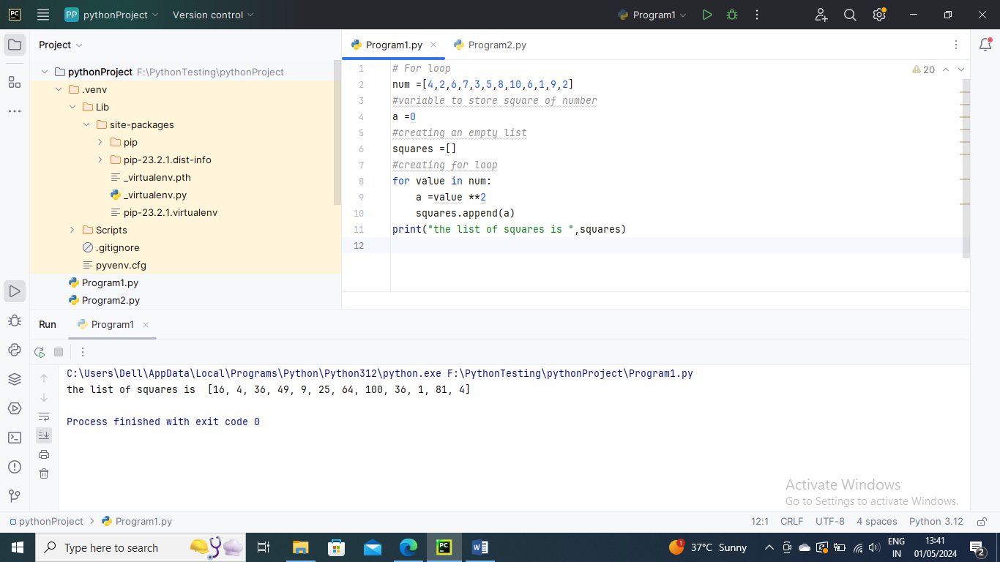 PC
PP pythonProject Version control Program1
Project
pythonProject F:\PythonTesting\pythonProject
.venv
Lib
site-packages
pip
pip-23.2.1.dist-info
_virtualenv.pth
_virtualenv.py
pip-23.2.1.virtualenv
Scripts
.gitignore
pyvenv.cfg
Program1.py
Program2.py
Program1.py Program2.py
20
1 # For loop
2 num =[4,2,6,7,3,5,8,10,6,1,9,2]
3 #variable to store square of number
4 a =0
5 #creating an empty list
6 squares =[]
7 #creating for loop
8 for value in num:
9 a =value **2
10 squares.append(a)
11 print("the list of squares is ",squares)
12
Run Program1
C:\Users\Dell\AppData\Local\Programs\Python\Python312\python.exe F:\PythonTesting\pythonProject\Program1.py
the list of squares is  [16, 4, 36, 49, 9, 25, 64, 100, 36, 1, 81, 4]
Process finished with exit code 0
Activate Windows
Go to Settings to activate Windows.
pythonProject Program1.py 12:1 CRLF UTF-8 4 spaces Python 3.12
Type here to search
PC
W
1
37°C Sunny
ENG
IN
13:41
01/05/2024
2